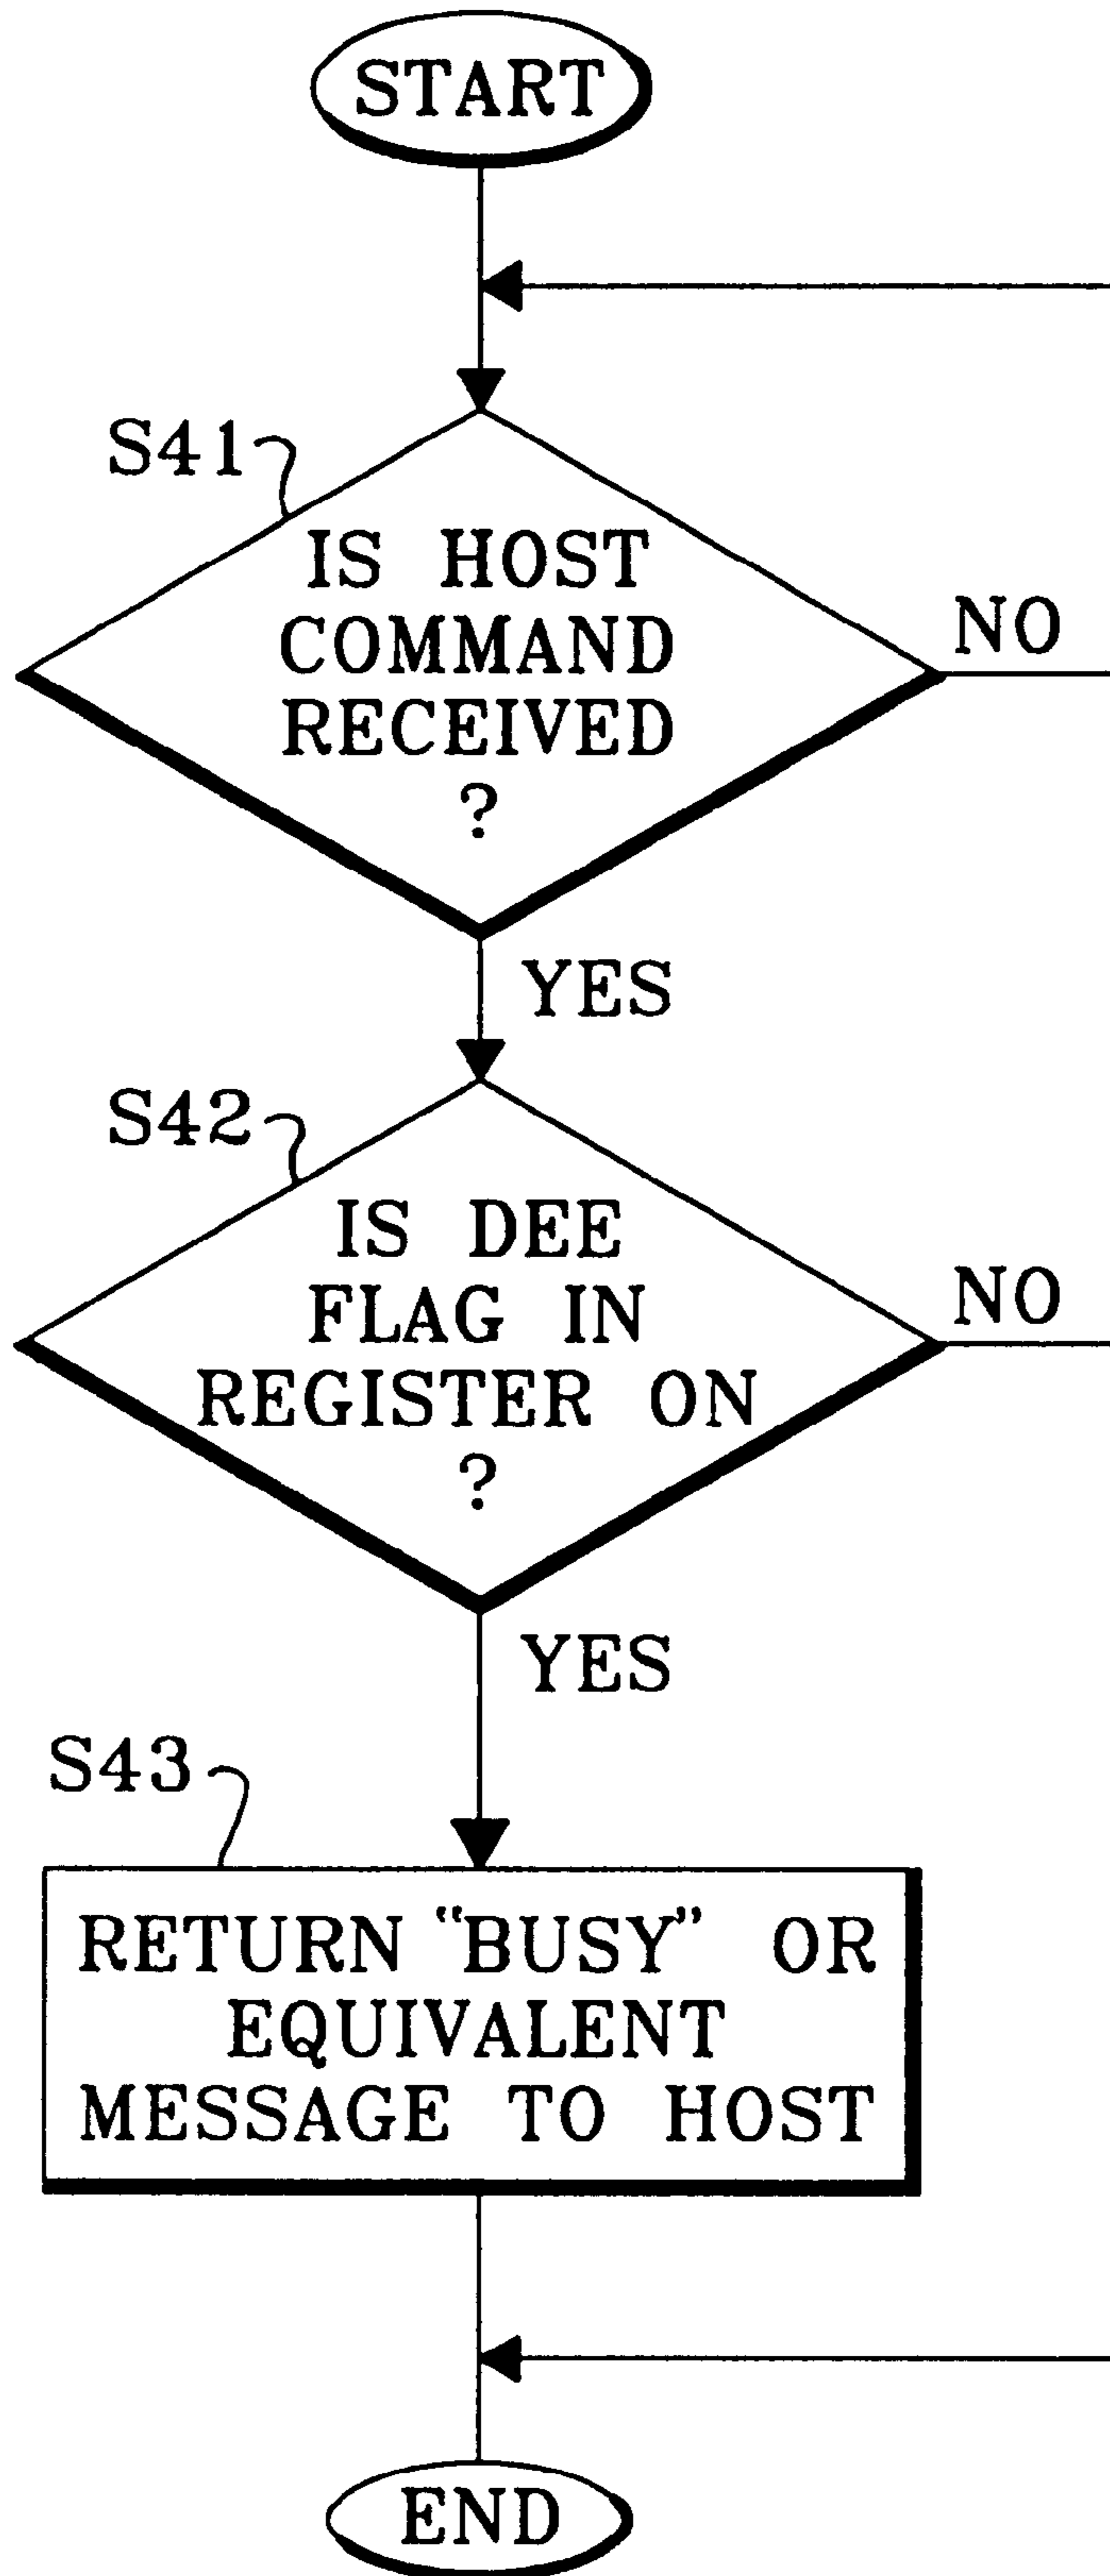 START
S41
IS HOST
COMMAND
RECEIVED
?
NO
YES
S42
IS DEE
FLAG IN
REGISTER ON
?
NO
YES
S43
RETURN “BUSY” OR
EQUIVALENT
MESSAGE TO HOST
END